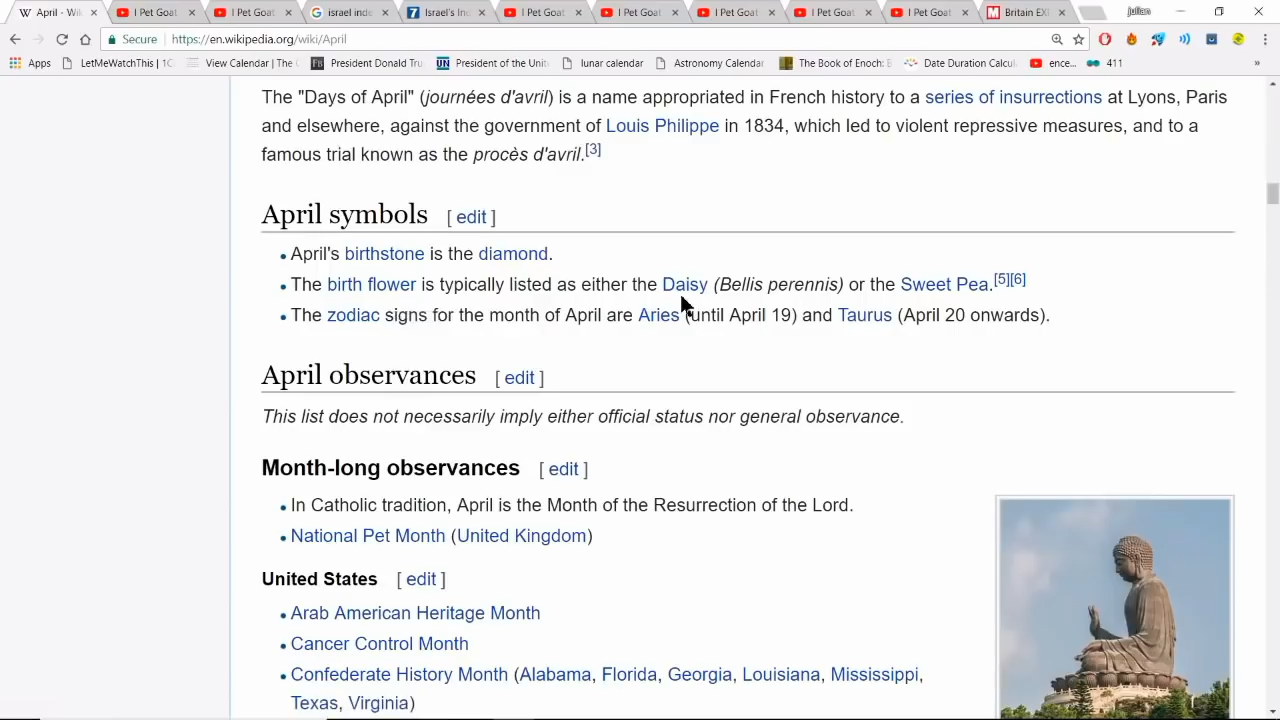 April - Wik
I Pet Goat
I Pet Goat
israel inde
Israel's In
I Pet Goat
I Pet Goat
I Pet Goat
I Pet Goat
I Pet Goat
Britain EXI
julien
Secure
https://en.wikipedia.org/wiki/April
Apps
LetMeWatchThis | 1C
View Calendar | The C
President Donald Tru
President of the Unit
lunar calendar
Astronomy Calendar
The Book of Enoch: E
Date Duration Calcul
ence...
411
»
The "Days of April" (journées d'avril) is a name appropriated in French history to a series of insurrections at Lyons, Paris
and elsewhere, against the government of Louis Philippe in 1834, which led to violent repressive measures, and to a
famous trial known as the procès d'avril.[3]
April symbols [ edit ]
• April's birthstone is the diamond.
• The birth flower is typically listed as either the Daisy (Bellis perennis) or the Sweet Pea.[5][6]
• The zodiac signs for the month of April are Aries (until April 19) and Taurus (April 20 onwards).
April observances [ edit ]
This list does not necessarily imply either official status nor general observance.
Month-long observances [ edit ]
• In Catholic tradition, April is the Month of the Resurrection of the Lord.
• National Pet Month (United Kingdom)
United States [ edit ]
• Arab American Heritage Month
• Cancer Control Month
• Confederate History Month (Alabama, Florida, Georgia, Louisiana, Mississippi,
Texas, Virginia)